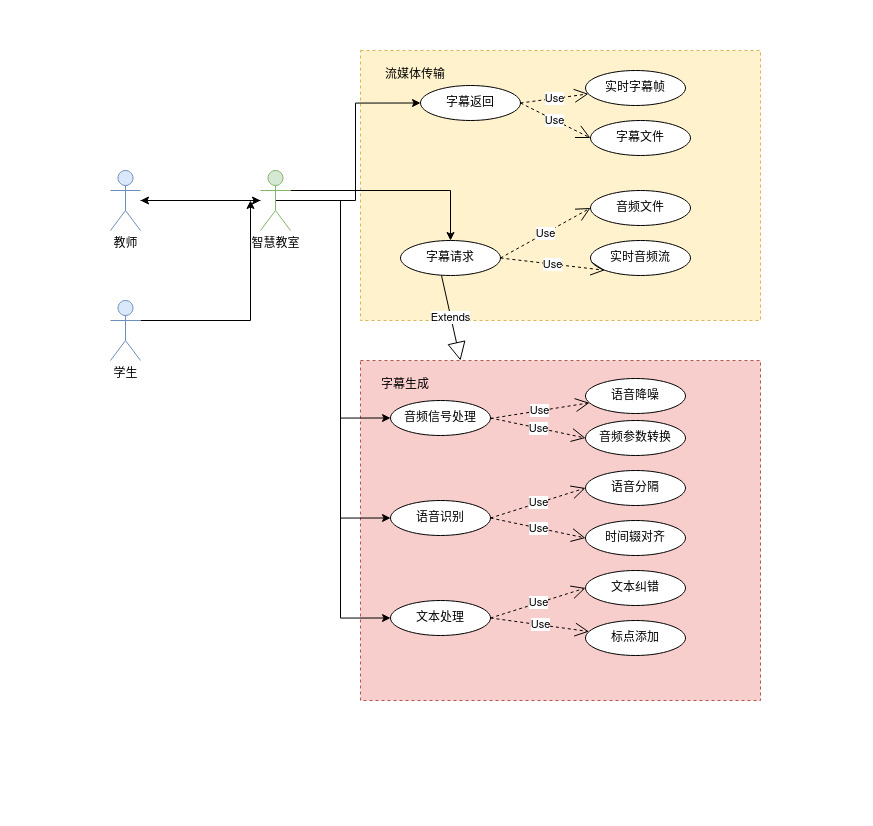 流媒体传输
字幕返回
Use
实时字幕帧
Use
字幕文件
教师
智慧教室
音频文件
Use
字幕请求
Use
实时音频流
Extends
学生
字幕生成
音频信号处理
Use
语音降噪
Use
音频参数转换
语音识别
Use
语音分隔
Use
时间辍对齐
文本处理
Use
文本纠错
Use
标点添加